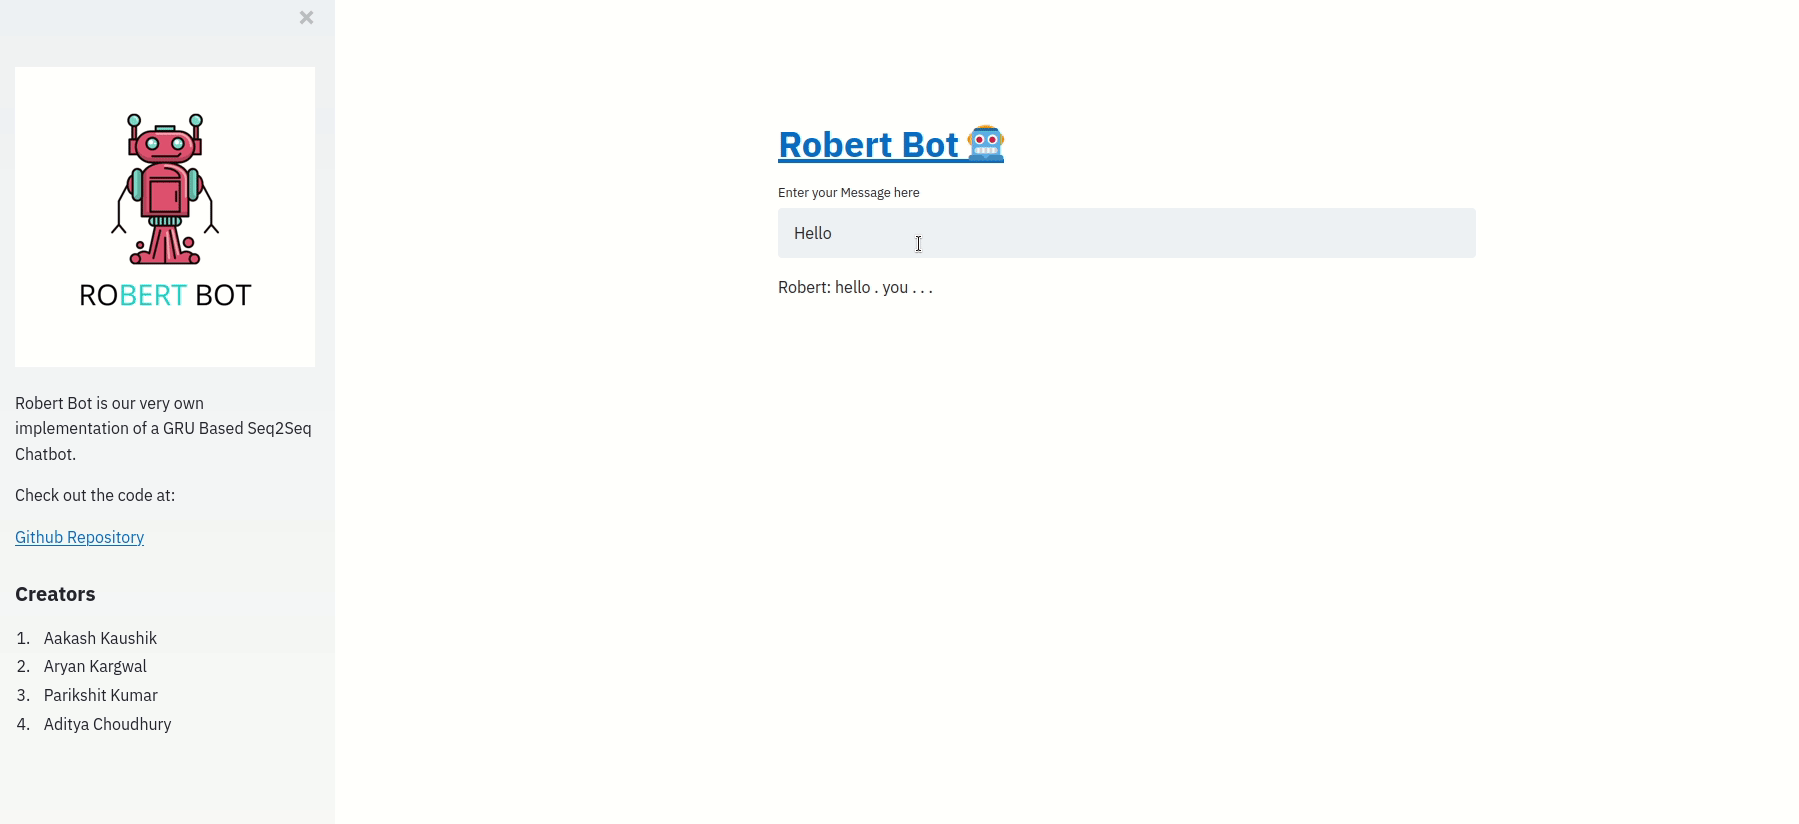 ROBERT BOT
Robert Bot is our very own
implementation of a GRU Based Seq2Seq
Chatbot.
Check out the code at:
Github Repository
Creators
1. Aakash Kaushik
2. Aryan Kargwal
3. Parikshit Kumar
4. Aditya Choudhury
Robert Bot
Enter your Message here
Hello
Robert: hello . you . . .